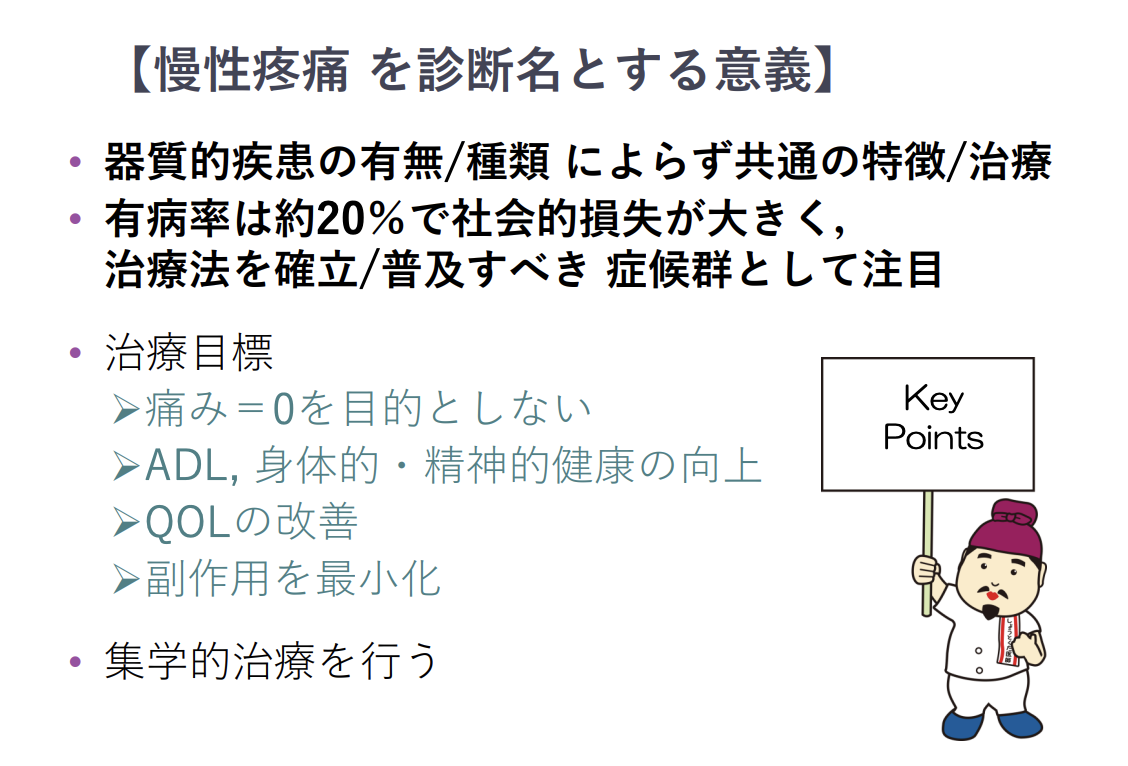 【慢性疼痛 を診断名とする意義】
• 器質的疾患の有無/種類 によらず共通の特徴/治療
• 有病率は約20％で社会的損失が大きく,
治療法を確立/普及すべき 症候群として注目
• 治療目標
➢痛み＝0を目的としない
➢ADL, 身体的・精神的健康の向上
➢QOLの改善
➢副作用を最小化
• 集学的治療を行う
Key
Points